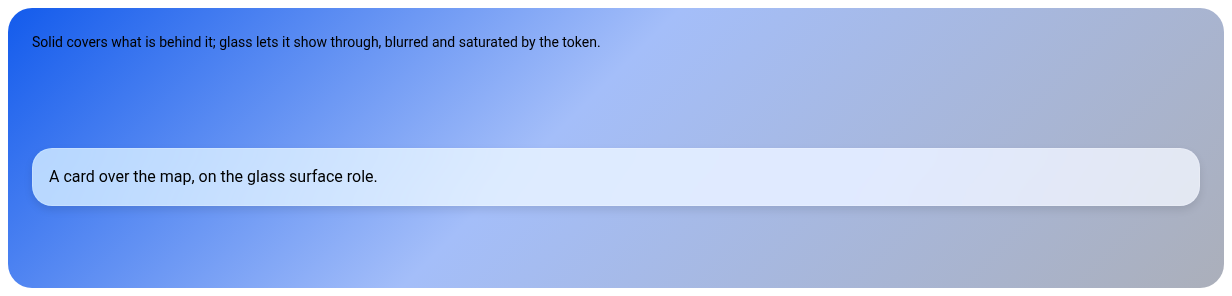 Solid covers what is behind it; glass lets it show through, blurred and saturated by the token.
A card over the map, on the glass surface role.